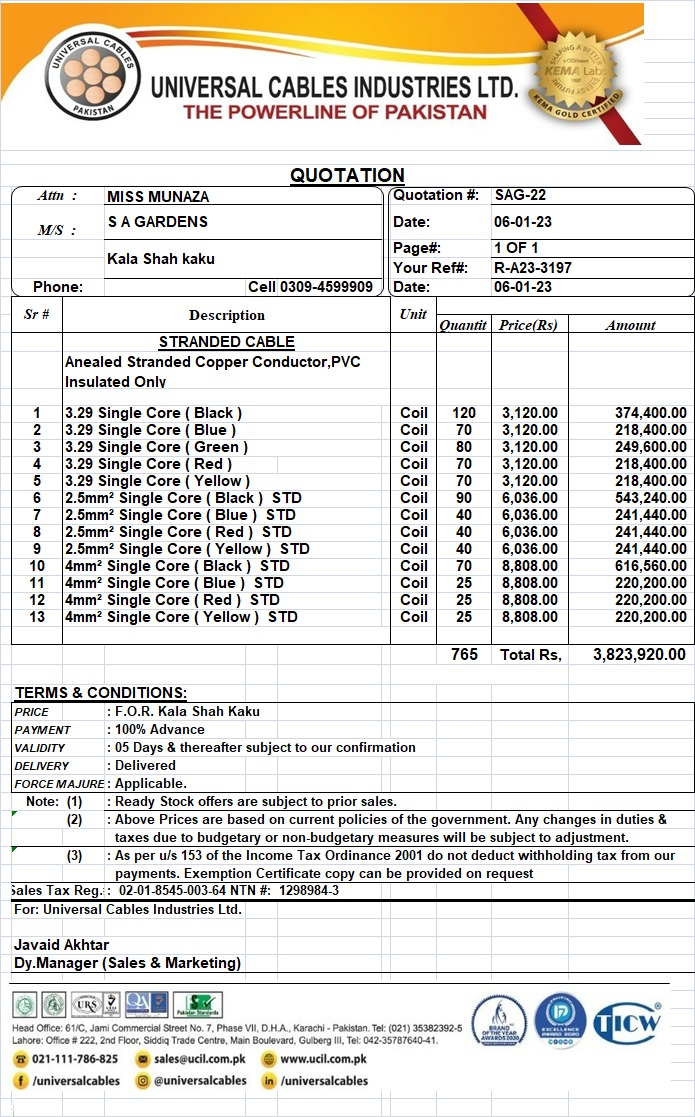 UNIVERSAL CABLES
PAKISTAN
UNIVERSAL CABLES INDUSTRIES LTD.
THE POWERLINE OF PAKISTAN
SHAPING A BETTER ENERGY FUTURE
KEMA Labs
KEMA GOLD CERTIFIED
QUOTATION
Attn : MISS MUNAZA Quotation #: SAG-22
M/S : S A GARDENS Date: 06-01-23
Kala Shah kaku Page#: 1 OF 1
Your Ref#: R-A23-3197
Phone: Cell 0309-4599909 Date: 06-01-23
Sr # Description Unit Quantit Price(Rs) Amount
STRANDED CABLE
Anealed Stranded Copper Conductor,PVC
Insulated Only
1 3.29 Single Core ( Black ) Coil 120 3,120.00 374,400.00
2 3.29 Single Core ( Blue ) Coil 70 3,120.00 218,400.00
3 3.29 Single Core ( Green ) Coil 80 3,120.00 249,600.00
4 3.29 Single Core ( Red ) Coil 70 3,120.00 218,400.00
5 3.29 Single Core ( Yellow ) Coil 70 3,120.00 218,400.00
6 2.5mm² Single Core ( Black ) STD Coil 90 6,036.00 543,240.00
7 2.5mm² Single Core ( Blue ) STD Coil 40 6,036.00 241,440.00
8 2.5mm² Single Core ( Red ) STD Coil 40 6,036.00 241,440.00
9 2.5mm² Single Core ( Yellow ) STD Coil 40 6,036.00 241,440.00
10 4mm² Single Core ( Black ) STD Coil 70 8,808.00 616,560.00
11 4mm² Single Core ( Blue ) STD Coil 25 8,808.00 220,200.00
12 4mm² Single Core ( Red ) STD Coil 25 8,808.00 220,200.00
13 4mm² Single Core ( Yellow ) STD Coil 25 8,808.00 220,200.00
765 Total Rs, 3,823,920.00
TERMS & CONDITIONS:
PRICE : F.O.R. Kala Shah Kaku
PAYMENT : 100% Advance
VALIDITY : 05 Days & thereafter subject to our confirmation
DELIVERY : Delivered
FORCE MAJURE : Applicable.
Note: (1) : Ready Stock offers are subject to prior sales.
(2) : Above Prices are based on current policies of the government. Any changes in duties &
taxes due to budgetary or non-budgetary measures will be subject to adjustment.
(3) : As per u/s 153 of the Income Tax Ordinance 2001 do not deduct withholding tax from our
payments. Exemption Certificate copy can be provided on request
Sales Tax Reg.: 02-01-8545-003-64 NTN #: 1298984-3
For: Universal Cables Industries Ltd.
Javaid Akhtar
Dy.Manager (Sales & Marketing)
URS
Pakistan Standards
BRAND OF THE YEAR AWARDS 2020
EXCELLENCE AWARD 2020
TICW
Head Office: 61/C, Jami Commercial Street No. 7, Phase VII, D.H.A., Karachi - Pakistan. Tel: (021) 35382392-5
Lahore: Office # 222, 2nd Floor, Siddiq Trade Centre, Main Boulevard, Gulberg III, Tel: 042-35787640-41.
021-111-786-825 sales@ucil.com.pk www.ucil.com.pk
/universalcables @universalcables /universalcables